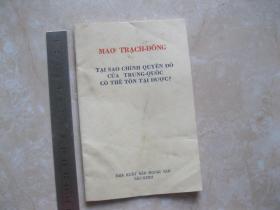 MAO TRẠCH-ĐÔNG
TẠI SAO CHÍNH QUYỀN ĐỎ
CỦA TRUNG-QUỐC
CÓ THỂ TỒN TẠI ĐƯỢC?
NHÀ XUẤT BẢN NGOẠI VĂN
BẮC-KINH